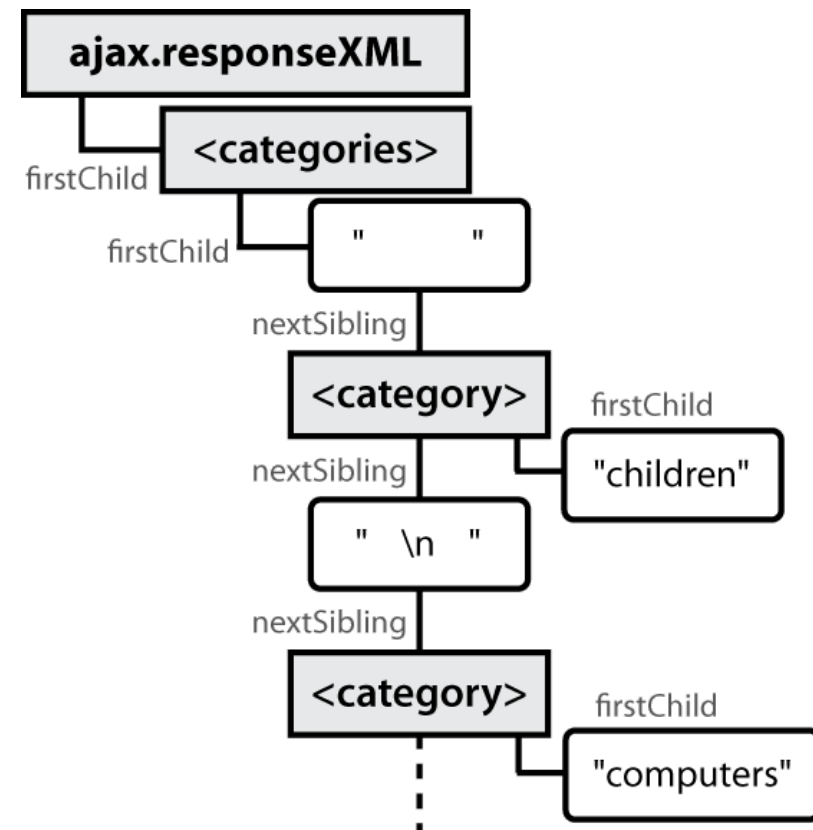 ajax.responseXML
firstChild
<categories>
firstChild
" "
nextSibling
<category>
firstChild
nextSibling
"children"
" \n "
nextSibling
<category>
firstChild
"computers"